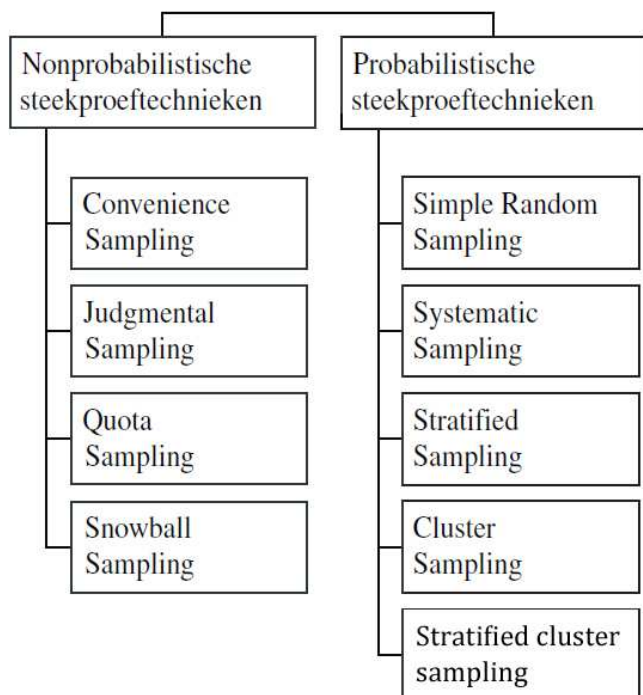 Nonprobabilistische
steekproeftechnieken
Convenience
Sampling
Judgmental
Sampling
Quota
Sampling
Snowball
Sampling
Probabilistische
steekproeftechnieken
Simple Random
Sampling
Systematic
Sampling
Stratified
Sampling
Cluster
Sampling
Stratified cluster
sampling